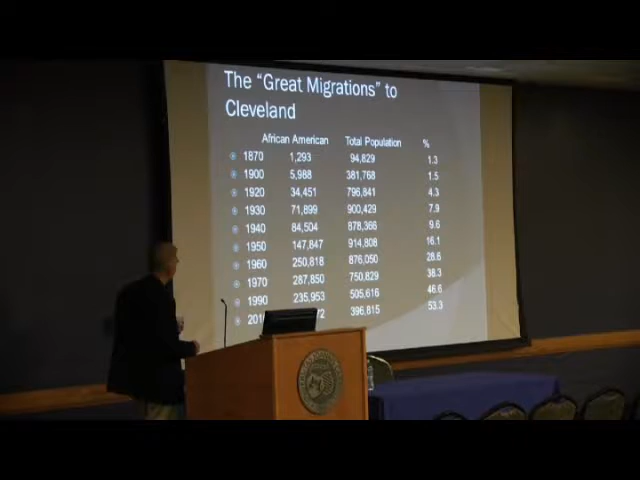 The “Great Migrations” to
Cleveland
African American Total Population %
1870 1,293 94,829 1.3
1900 5,988 381,768 1.5
1920 34,451 796,841 4.3
1930 71,899 900,429 7.9
1940 84,504 878,366 9.6
1950 147,847 914,808 16.1
1960 250,818 876,050 28.6
1970 287,850 750,829 38.3
1990 235,953 505,616 46.6
396,815 53.3